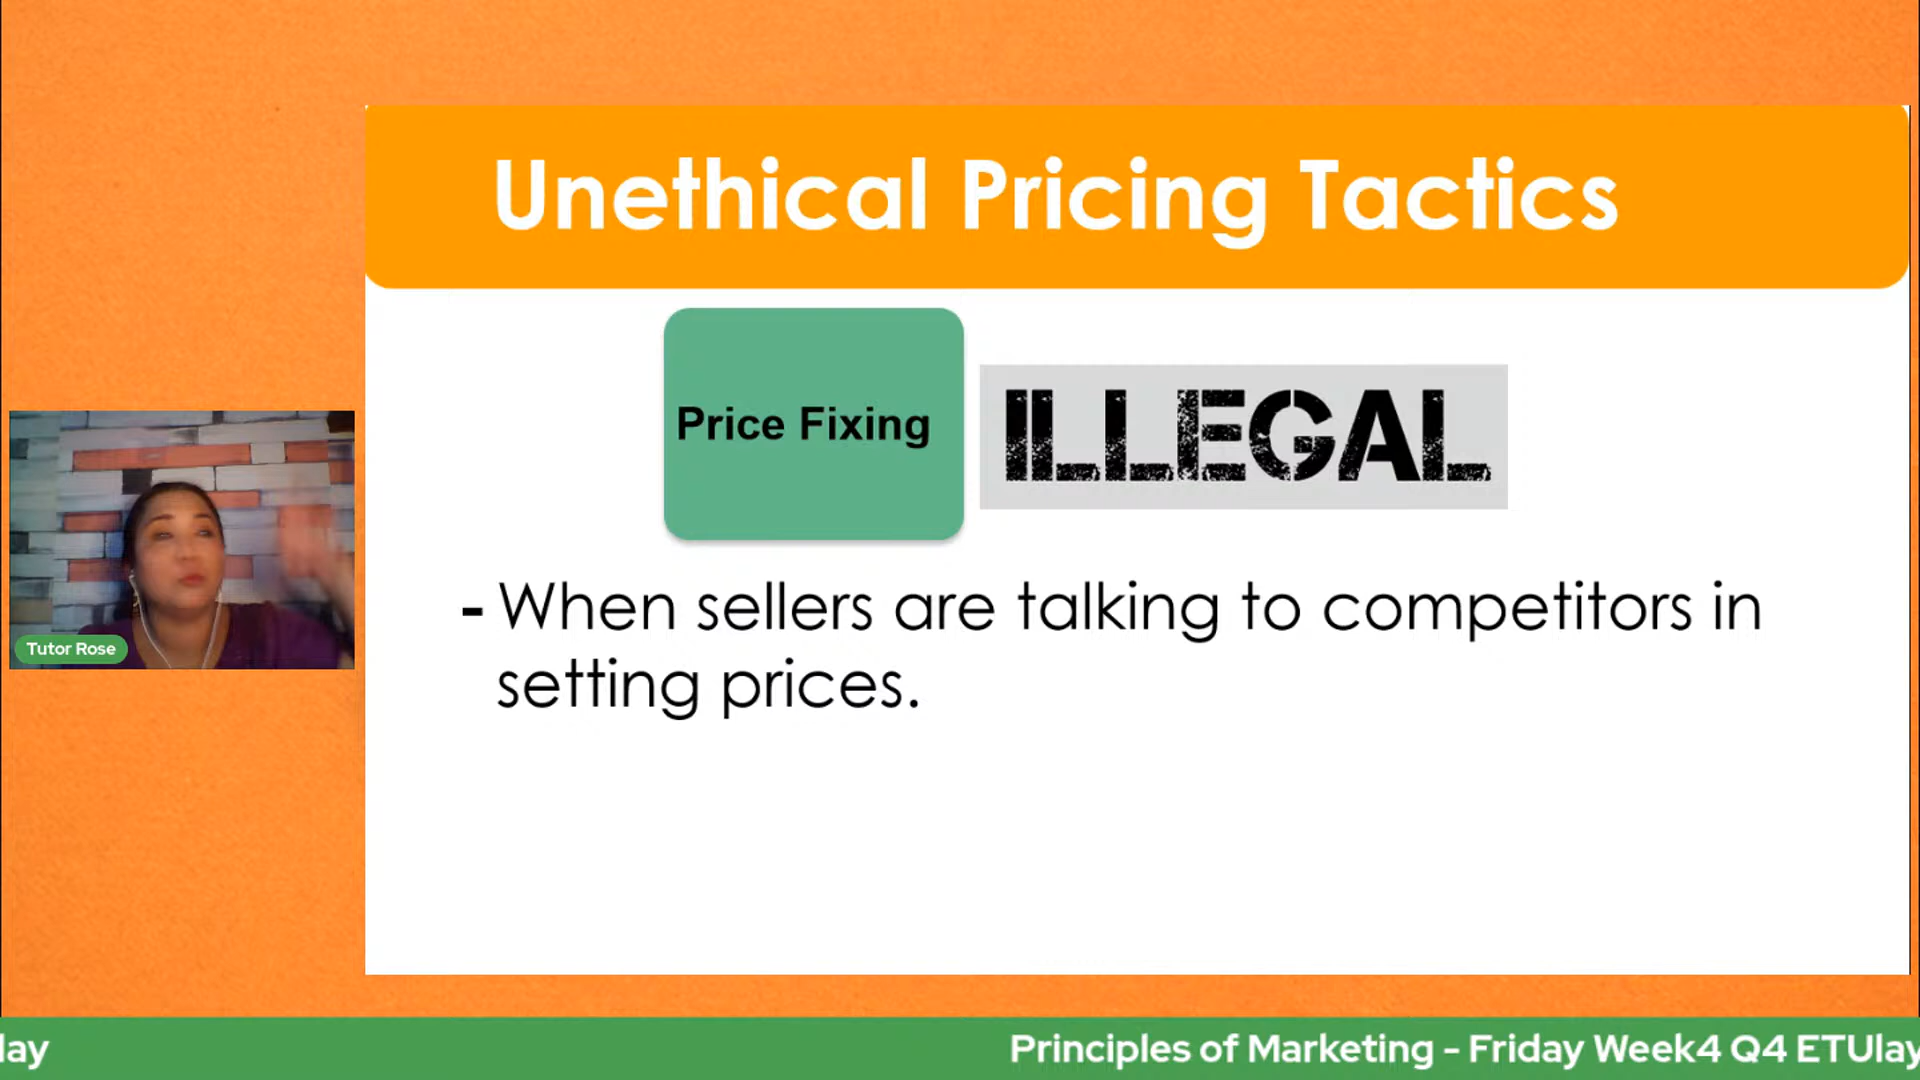 Unethical Pricing Tactics
Price Fixing
ILLEGAL
- When sellers are talking to competitors in
setting prices.
Tutor Rose
lay
Principles of Marketing - Friday Week4 Q4 ETUlay